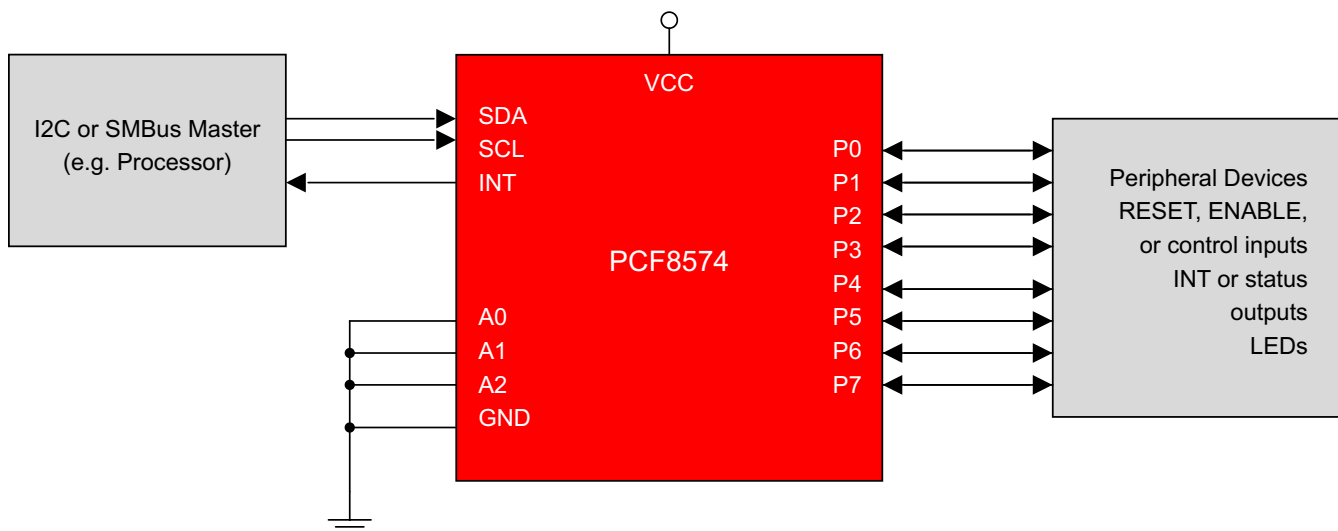 I2C or SMBus Master
(e.g. Processor)
VCC
SDA
SCL
INT
A0
A1
A2
GND
PCF8574
P0
P1
P2
P3
P4
P5
P6
P7
Peripheral Devices
RESET, ENABLE,
or control inputs
INT or status
outputs
LEDs